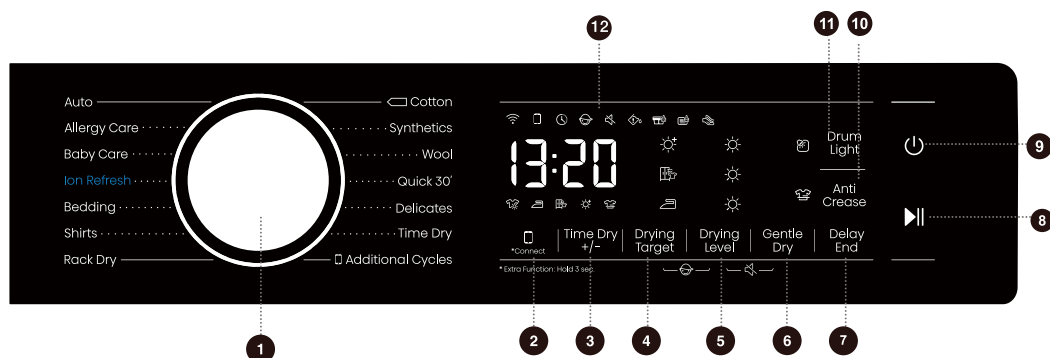 12
11
10
Auto
Allergy Care
Baby Care
Ion Refresh
Bedding
Shirts
Rack Dry
Cotton
Synthetics
Wool
Quick 30'
Delicates
Time Dry
Additional Cycles
13:20
*Connect
Time Dry
+/-
Drying
Target
Drying
Level
Gentle
Dry
Delay
End
Drum
Light
Anti
Crease
* Extra Function: Hold 3 sec.
9
8
1
2
3
4
5
6
7